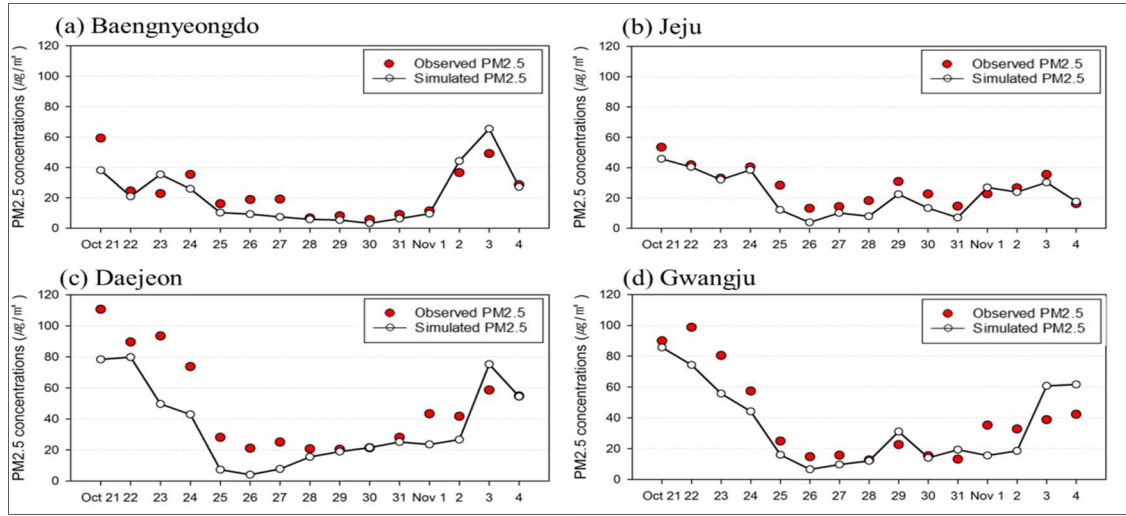 (a) Baengnyeongdo
PM2.5 concentrations (㎍/㎥)
120
100
80
60
40
20
0
Observed PM2.5
Simulated PM2.5
Oct 21 22 23 24 25 26 27 28 29 30 31 Nov 1 2 3 4
(b) Jeju
PM2.5 concentrations (㎍/㎥)
120
100
80
60
40
20
0
Observed PM2.5
Simulated PM2.5
Oct 21 22 23 24 25 26 27 28 29 30 31 Nov 1 2 3 4
(c) Daejeon
PM2.5 concentrations (㎍/㎥)
120
100
80
60
40
20
0
Observed PM2.5
Simulated PM2.5
Oct 21 22 23 24 25 26 27 28 29 30 31 Nov 1 2 3 4
(d) Gwangju
PM2.5 concentrations (㎍/㎥)
120
100
80
60
40
20
0
Observed PM2.5
Simulated PM2.5
Oct 21 22 23 24 25 26 27 28 29 30 31 Nov 1 2 3 4